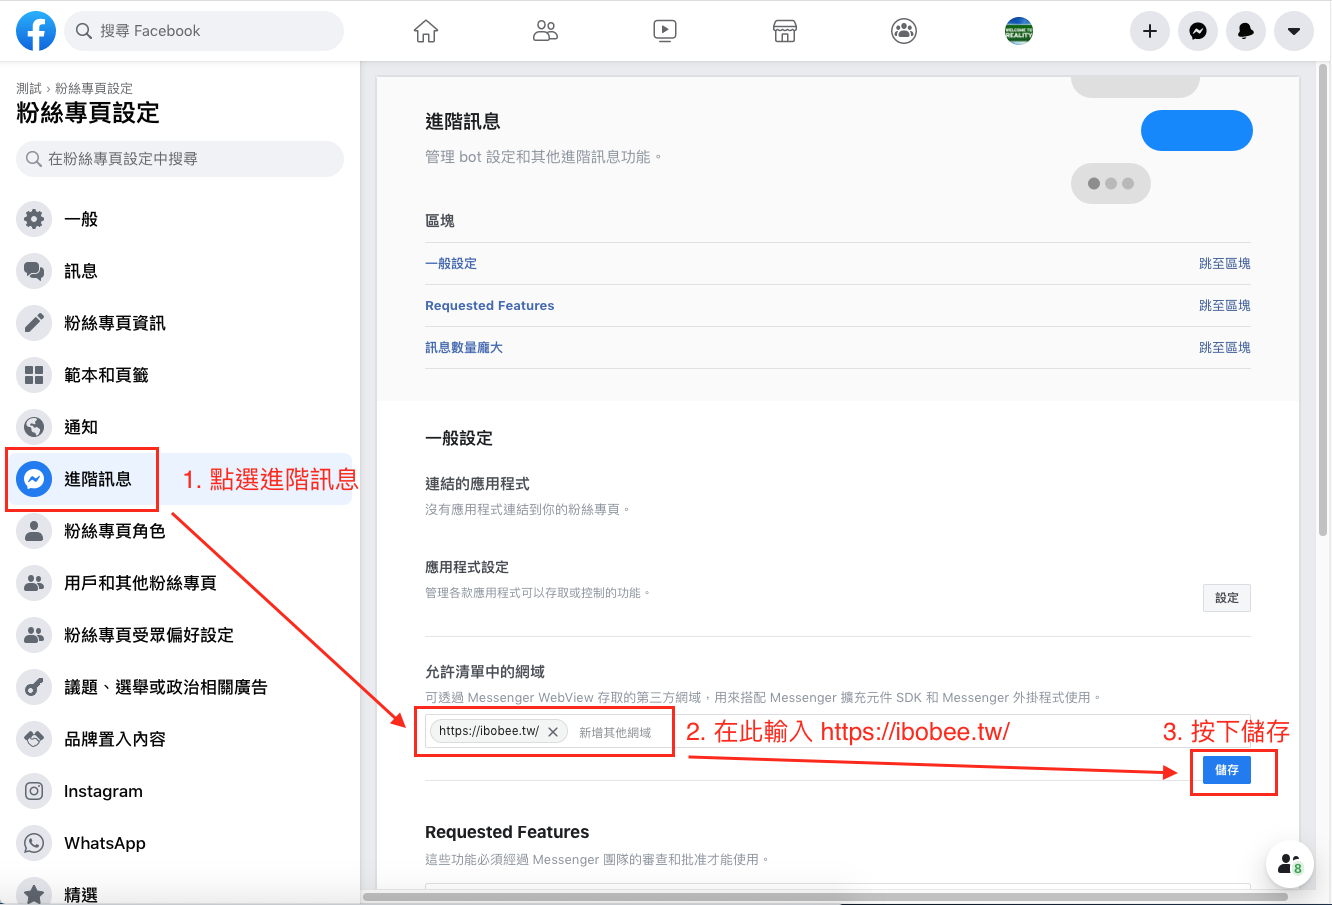 搜尋 Facebook
WELCOME TO
REALITY
測試 › 粉絲專頁設定
粉絲專頁設定
在粉絲專頁設定中搜尋
一般
訊息
粉絲專頁資訊
範本和頁籤
通知
進階訊息
1. 點選進階訊息
粉絲專頁角色
用戶和其他粉絲專頁
粉絲專頁受眾偏好設定
議題、選舉或政治相關廣告
品牌置入內容
Instagram
WhatsApp
精選
進階訊息
管理 bot 設定和其他進階訊息功能。
區塊
一般設定 跳至區塊
Requested Features 跳至區塊
訊息數量龐大 跳至區塊
一般設定
連結的應用程式
沒有應用程式連結到你的粉絲專頁。
應用程式設定
管理各款應用程式可以存取或控制的功能。
設定
允許清單中的網域
可透過 Messenger WebView 存取的第三方網域，用來搭配 Messenger 擴充元件 SDK 和 Messenger 外掛程式使用。
https://ibobee.tw/ 新增其他網域
2. 在此輸入 https://ibobee.tw/
3. 按下儲存
儲存
Requested Features
這些功能必須經過 Messenger 團隊的審查和批准才能使用。
8